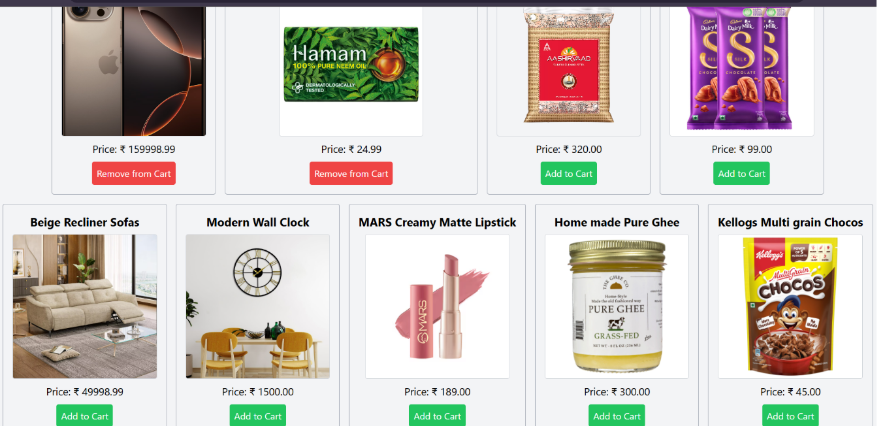 Hamam
100% PURE NEEM OIL
DERMATOLOGICALLY
TESTED
AASHIRVAAD
Dairy Milk
SILK
CHOCOLATE
Price: ₹ 159998.99
Price: ₹ 24.99
Price: ₹ 320.00
Price: ₹ 99.00
Remove from Cart
Remove from Cart
Add to Cart
Add to Cart
Beige Recliner Sofas
Modern Wall Clock
MARS Creamy Matte Lipstick
Home made Pure Ghee
Kellogs Multi grain Chocos
MARS
PURE GHEE
GRASS-FED
Kellogg's
MultiGrain
CHOCOS
Price: ₹ 49998.99
Price: ₹ 1500.00
Price: ₹ 189.00
Price: ₹ 300.00
Price: ₹ 45.00
Add to Cart
Add to Cart
Add to Cart
Add to Cart
Add to Cart